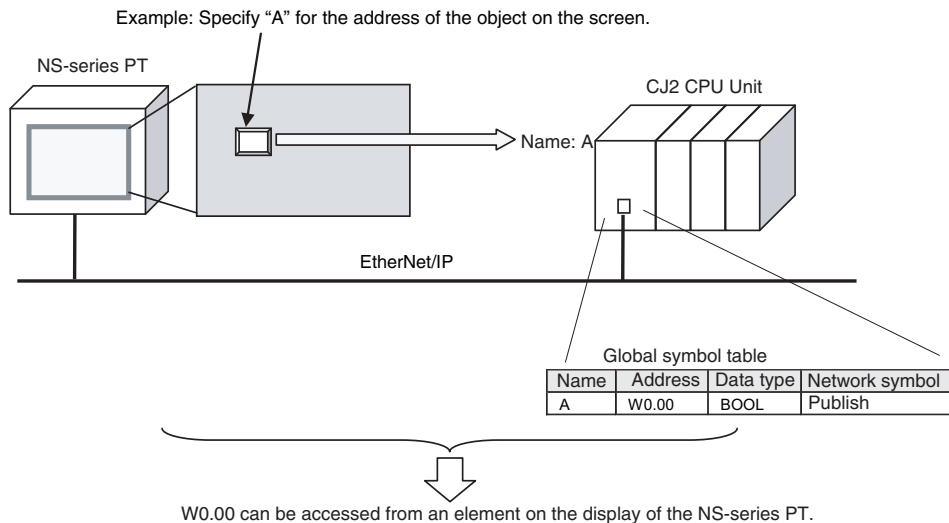 Example: Specify “A” for the address of the object on the screen.
NS-series PT
CJ2 CPU Unit
Name: A
EtherNet/IP
Global symbol table
Name Address Data type Network symbol
A W0.00 BOOL Publish
W0.00 can be accessed from an element on the display of the NS-series PT.